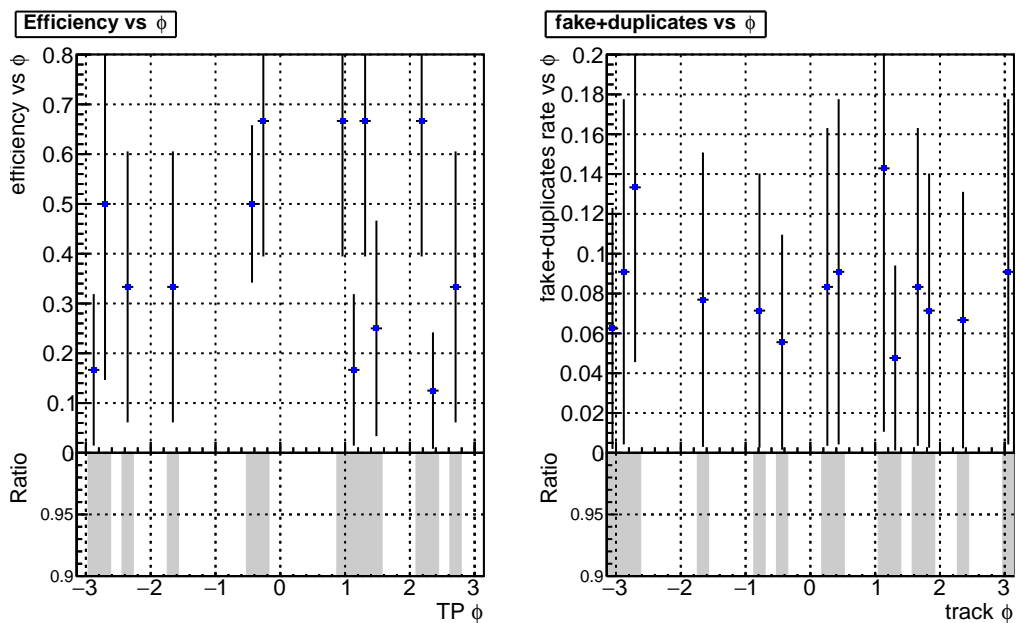 Efficiency vs ϕ
efficiency vs ϕ
0.8
0.7
0.6
0.5
0.4
0.3
0.2
0.1
0
Ratio
0.95
0.9
−3 −2 −1 0 1 2 3
TP ϕ
fake+duplicates vs ϕ
fake+duplicates rate vs ϕ
0.2
0.18
0.16
0.14
0.12
0.1
0.08
0.06
0.04
0.02
0
Ratio
0.95
0.9
−3 −2 −1 0 1 2 3
track ϕ